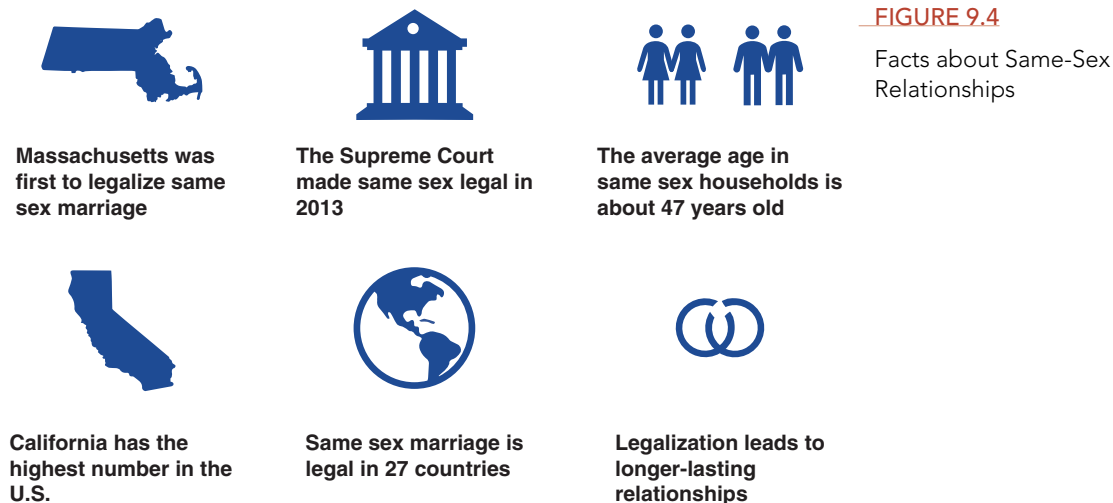 FIGURE 9.4
Facts about Same-Sex
Relationships
Massachusetts was
first to legalize same
sex marriage
The Supreme Court
made same sex legal in
2013
The average age in
same sex households is
about 47 years old
California has the
highest number in the
U.S.
Same sex marriage is
legal in 27 countries
Legalization leads to
longer-lasting
relationships